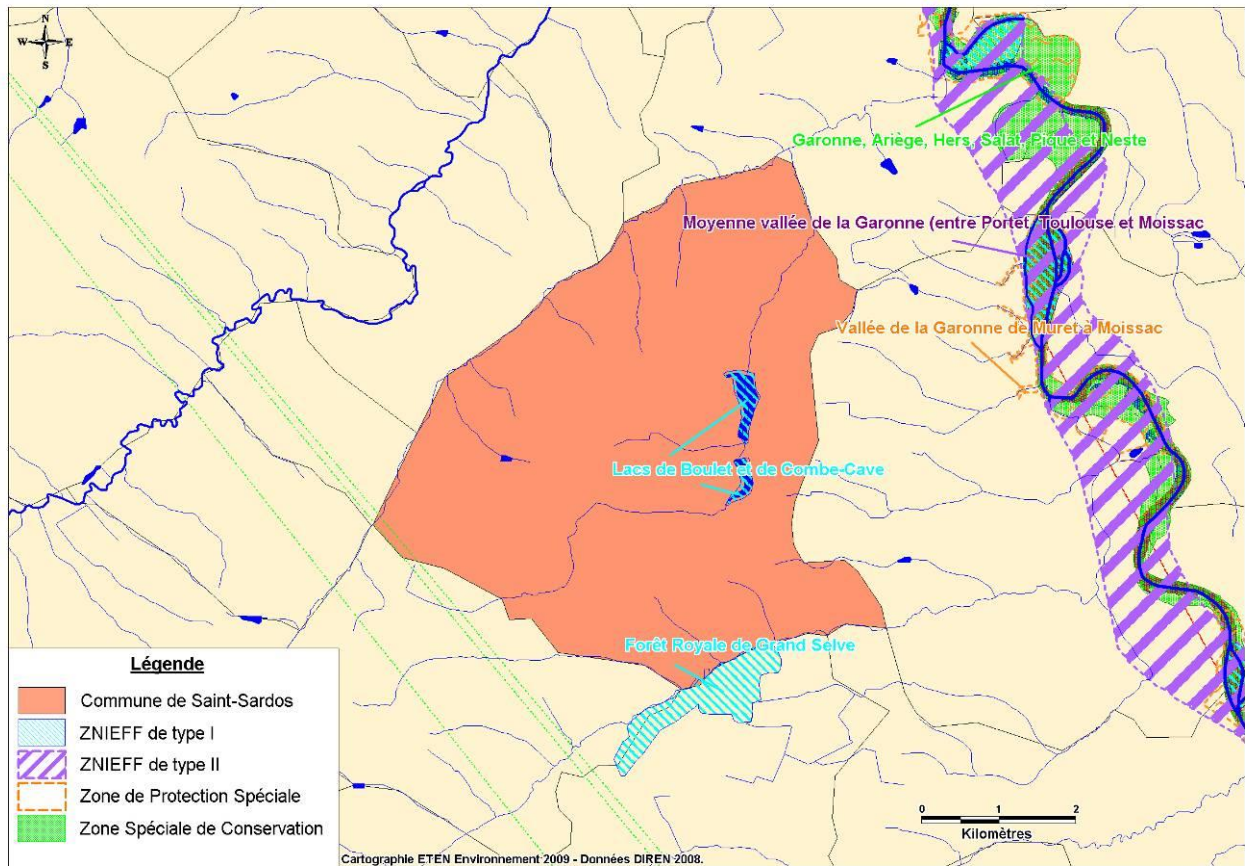 N
W E
S
Garonne, Ariège, Hers, Salat, Pique et Neste
Moyenne vallée de la Garonne (entre Portet, Toulouse et Moissac
Vallée de la Garonne de Muret à Moissac
Lacs de Boulet et de Combe-Cave
Forêt Royale de Grand Selve
Légende
Commune de Saint-Sardos
ZNIEFF de type I
ZNIEFF de type II
Zone de Protection Spéciale
Zone Spéciale de Conservation
0 1 2
Kilomètres
Cartographie ETEN Environnement 2009 - Données DIREN 2008.